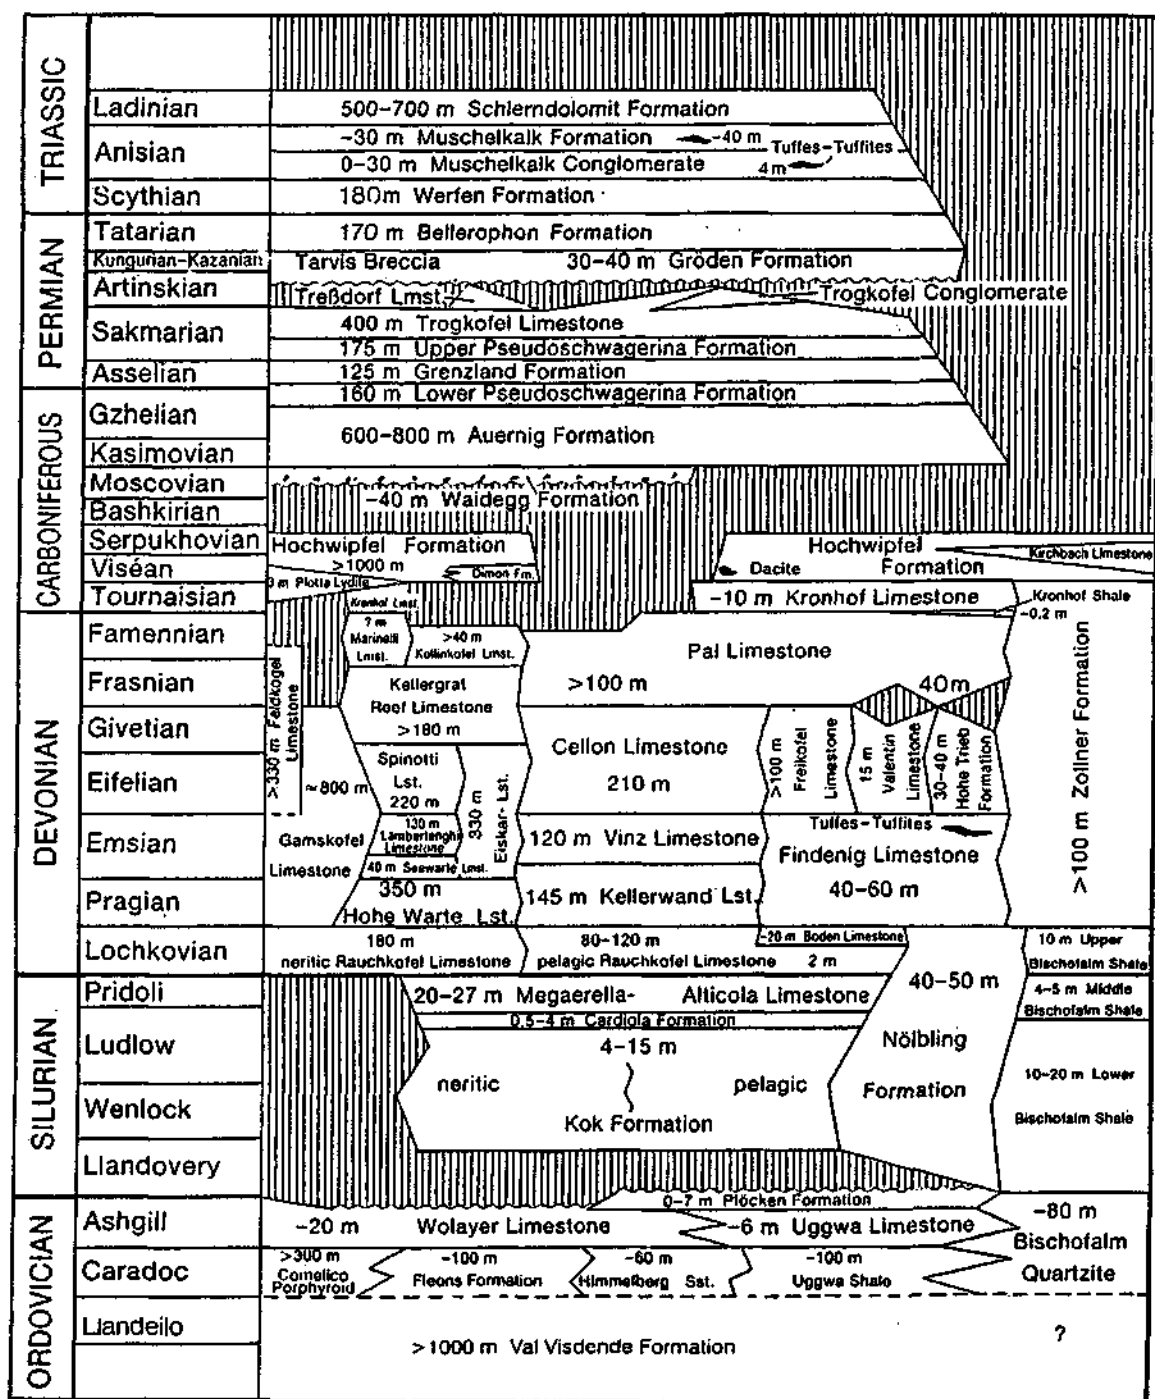 TRIASSIC
Ladinian
500-700 m Schlerndolomit Formation
Anisian
-30 m Muschelkalk Formation
-40 m
Tuffes-Tuffites
0-30 m Muschelkalk Conglomerate
4 m
Scythian
180m Werfen Formation
PERMIAN
Tatarian
170 m Bellerophon Formation
Kungurian-Kazanian
Tarvis Breccia
30-40 m Gröden Formation
Artinskian
Treßdorf Lmst.
Trogkofel Conglomerate
Sakmarian
400 m Trogkofel Limestone
175 m Upper Pseudoschwagerina Formation
Asselian
125 m Grenzland Formation
160 m Lower Pseudoschwagerina Formation
CARBONIFEROUS
Gzhelian
600-800 m Auernig Formation
Kasimovian
Moscovian
-40 m Waidegg Formation
Bashkirian
Serpukhovian
Hochwipfel Formation
Hochwipfel
Kirchbach Limestone
Viséan
>1000 m
Dimon Fm.
Dacite
Formation
m Plotta Lydite
Tournaisian
Kronhof Lmst.
-10 m Kronhof Limestone
Kronhof Shale
-0,2 m
DEVONIAN
Famennian
? m
Marinelli
Lmst.
>40 m
Kollinkofel Lmst.
Pal Limestone
Frasnian
>330 m Feldkogel
Limestone
Kellergrat
Reef Limestone
>180 m
>100 m
40m
Givetian
Cellon Limestone
210 m
>100 m
Freikofel
Limestone
15 m
Valentin
Limestone
30-40 m
Hohe Trieb
Formation
>100 m Zollner Formation
Eifelian
≈800 m
Spinotti
Lst.
220 m
330 m
Eiskar-Lst.
Emsian
Gamskofel
Limestone
130 m
Lambertenghi
Limestone
40 m Seewarte Lmst.
120 m Vinz Limestone
Tuffes-Tuffites
Findenig Limestone
40-60 m
Pragian
350 m
Hohe Warte Lst.
145 m Kellerwand Lst.
Lochkovian
180 m
neritic Rauchkofel Limestone
80-120 m
pelagic Rauchkofel Limestone
-20 m Boden Limestone
2 m
10 m Upper
Bischofalm Shale
SILURIAN
Pridoli
20-27 m Megaerella-
Alticola Limestone
40-50 m
Nölbling
Formation
4-5 m Middle
Bischofalm Shale
0,5-4 m Cardiola Formation
Ludlow
4-15 m
neritic
pelagic
10-20 m Lower
Bischofalm Shale
Wenlock
Kok Formation
Llandovery
ORDOVICIAN
0-7 m Plöcken Formation
Ashgill
-20 m
Wolayer Limestone
-6 m Uggwa Limestone
-80 m
Bischofalm
Quartzite
Caradoc
>300 m
Comelico
Porphyroid
-100 m
Fleons Formation
-60 m
Himmelberg Sst.
-100 m
Uggwa Shale
Llandeilo
>1000 m Val Visdende Formation
?